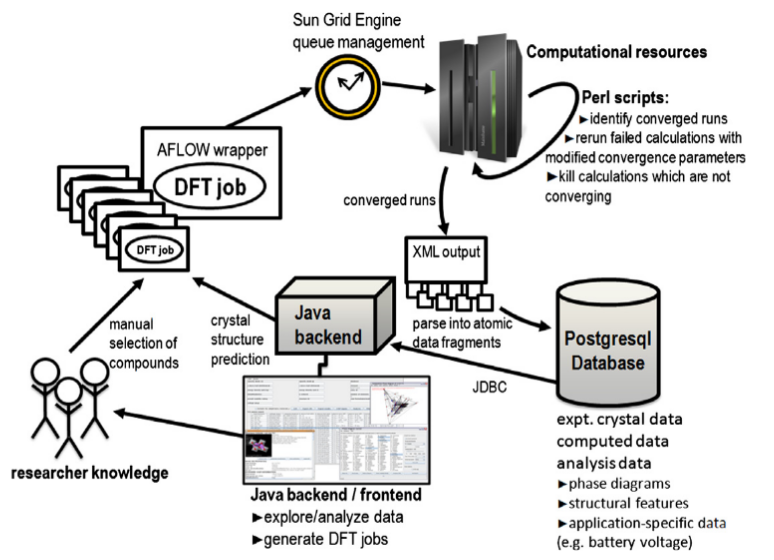 Sun Grid Engine
queue management
Computational resources
Perl scripts:
►identify converged runs
►rerun failed calculations with
modified convergence parameters
►kill calculations which are not
converging
AFLOW wrapper
DFT job
DFT job
converged runs
XML output
parse into atomic
data fragments
Postgresql
Database
JDBC
expt. crystal data
computed data
analysis data
►phase diagrams
►structural features
►application-specific data
(e.g. battery voltage)
Java
backend
crystal
structure
prediction
manual
selection of
compounds
researcher knowledge
Java backend / frontend
►explore/analyze data
►generate DFT jobs